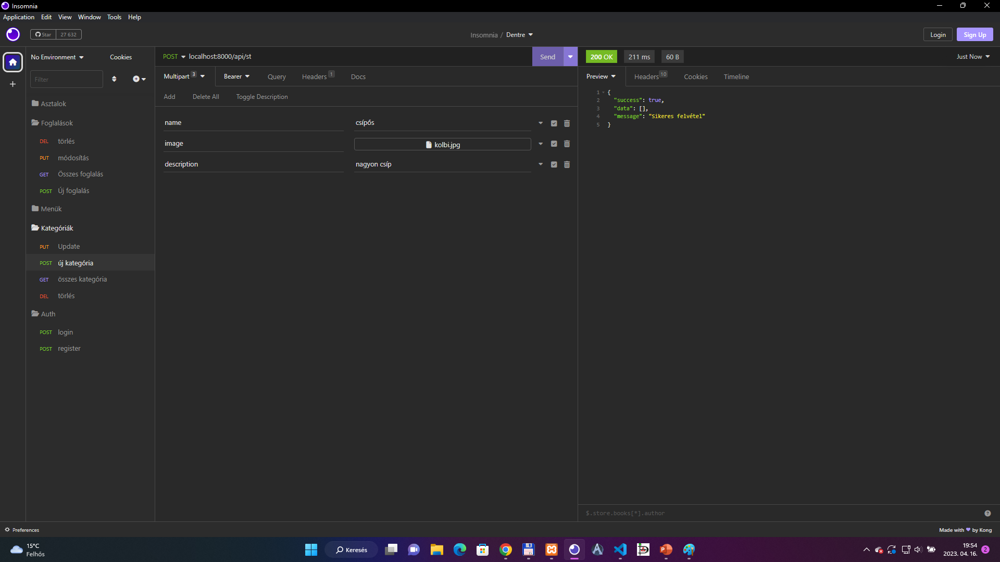 Insomnia
Application Edit View Window Tools Help
Star 27 632
Insomnia / Dentre
Login Sign Up
No Environment Cookies
Filter
Asztalok
Foglalások
DEL törlés
PUT módosítás
GET Összes foglalás
POST Új foglalás
Menük
Kategóriák
PUT Update
POST új kategória
GET összes kategória
DEL törlés
Auth
POST login
POST register
POST localhost:8000/api/st Send
Multipart 3 Bearer Query Headers 1 Docs
Add Delete All Toggle Description
name csípős
image kolbi.jpg
description nagyon csíp
200 OK 211 ms 60 B Just Now
Preview Headers 10 Cookies Timeline
1 {
2 "success": true,
3 "data": [],
4 "message": "Sikeres felvétel"
5 }
$.store.books[*].author
Preferences
Made with by Kong
15°C
Felhős
Keresés
19:54
2023. 04. 16.
2